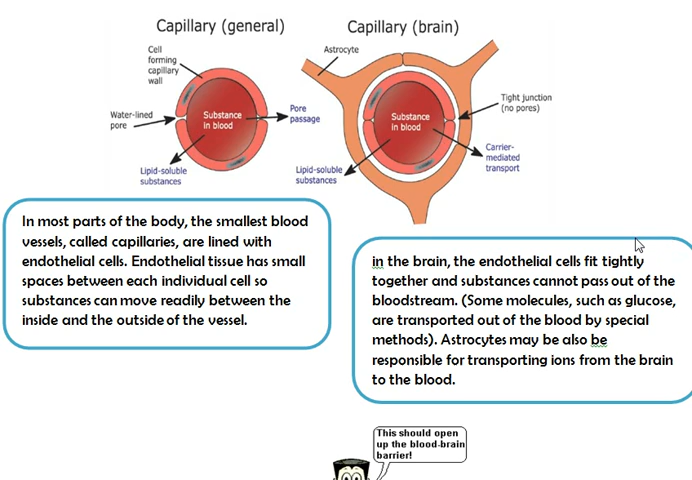 Capillary (general)
Capillary (brain)
Cell
forming
capillary
wall
Water-lined
pore
Substance
in blood
Pore
passage
Lipid-soluble
substances
Astrocyte
Substance
in blood
Tight junction
(no pores)
Carrier-
mediated
transport
Lipid-soluble
substances
In most parts of the body, the smallest blood
vessels, called capillaries, are lined with
endothelial cells. Endothelial tissue has small
spaces between each individual cell so
substances can move readily between the
inside and the outside of the vessel.
in the brain, the endothelial cells fit tightly
together and substances cannot pass out of the
bloodstream. (Some molecules, such as glucose,
are transported out of the blood by special
methods). Astrocytes may be also be
responsible for transporting ions from the brain
to the blood.
This should open
up the blood-brain
barrier!